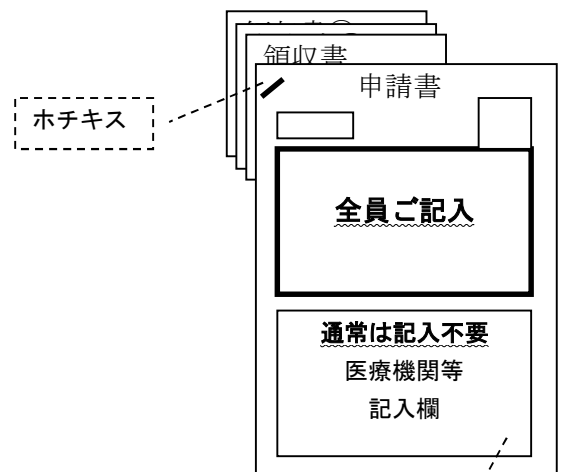 領収書
申請書
ホチキス
全員ご記入
通常は記入不要
医療機関等
記入欄